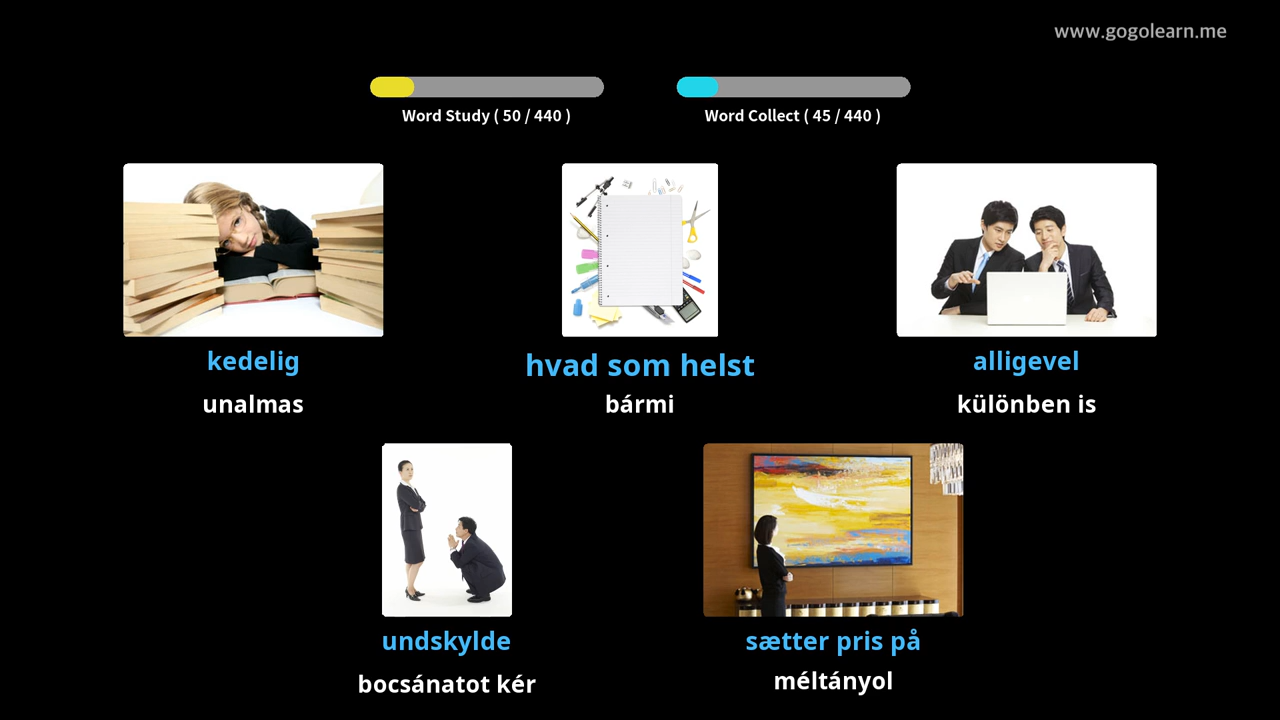 www.gogolearn.me
Word Study ( 50 / 440 )
Word Collect ( 45 / 440 )
kedelig
unalmas
hvad som helst
bármi
alligevel
különben is
undskylde
bocsánatot kér
sætter pris på
méltányol